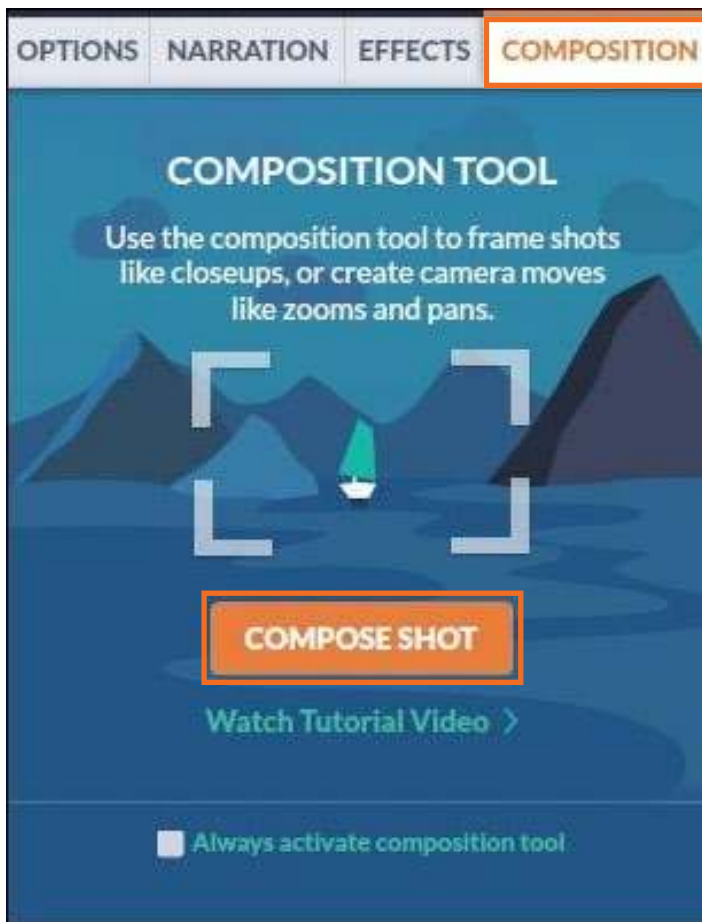 OPTIONS NARRATION EFFECTS COMPOSITION
COMPOSITION TOOL
Use the composition tool to frame shots
like closeups, or create camera moves
like zooms and pans.
COMPOSE SHOT
Watch Tutorial Video >
Always activate composition tool